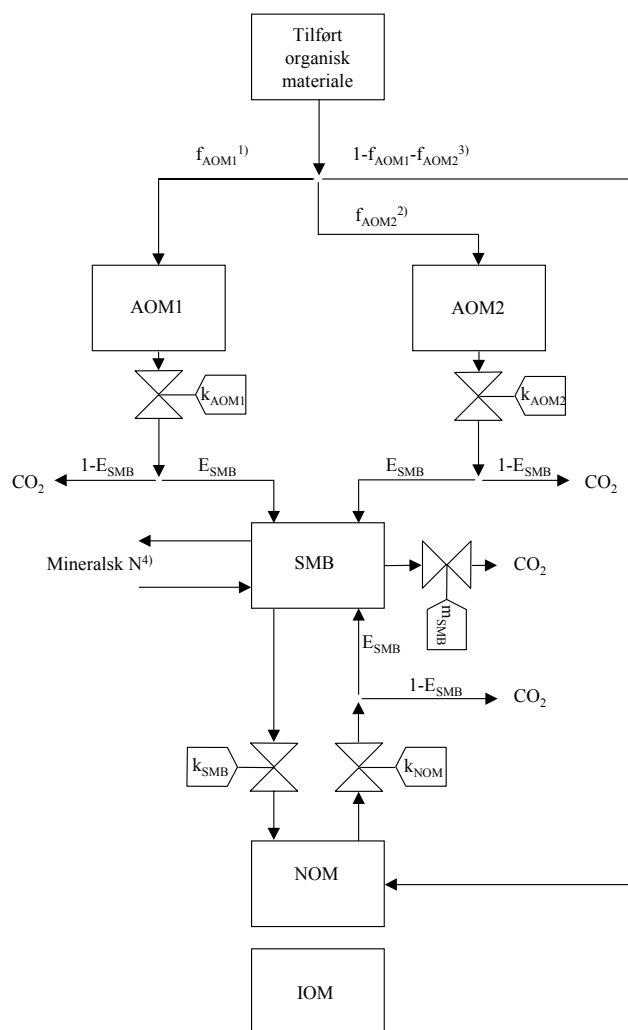 Tilført
organisk
materiale
f_AOM1^1)
1-f_AOM1-f_AOM2^3)
f_AOM2^2)
AOM1
AOM2
k_AOM1
k_AOM2
CO₂
1-E_SMB
E_SMB
E_SMB
1-E_SMB
CO₂
Mineralsk N^4)
SMB
m_SMB
CO₂
E_SMB
1-E_SMB
CO₂
k_SMB
k_NOM
NOM
IOM